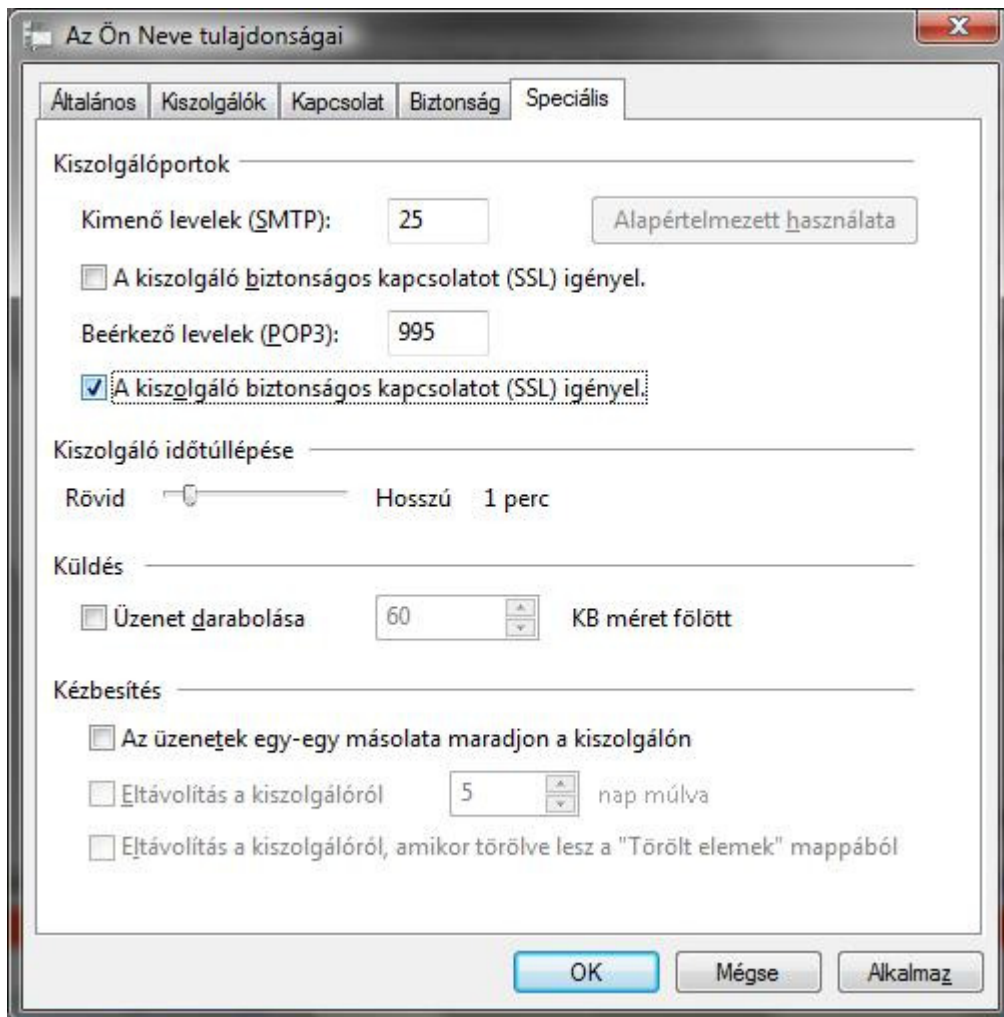 Az Ön Neve tulajdonságai
Általános Kiszolgálók Kapcsolat Biztonság Speciális
Kiszolgálóportok
Kimenő levelek (SMTP): 25 Alapértelmezett használata
A kiszolgáló biztonságos kapcsolatot (SSL) igényel.
Beérkező levelek (POP3): 995
A kiszolgáló biztonságos kapcsolatot (SSL) igényel.
Kiszolgáló időtúllépése
Rövid Hosszú 1 perc
Küldés
Üzenet darabolása 60 KB méret fölött
Kézbesítés
Az üzenetek egy-egy másolata maradjon a kiszolgálón
Eltávolítás a kiszolgálóról 5 nap múlva
Eltávolítás a kiszolgálóról, amikor törölve lesz a "Törölt elemek" mappából
OK Mégse Alkalmaz